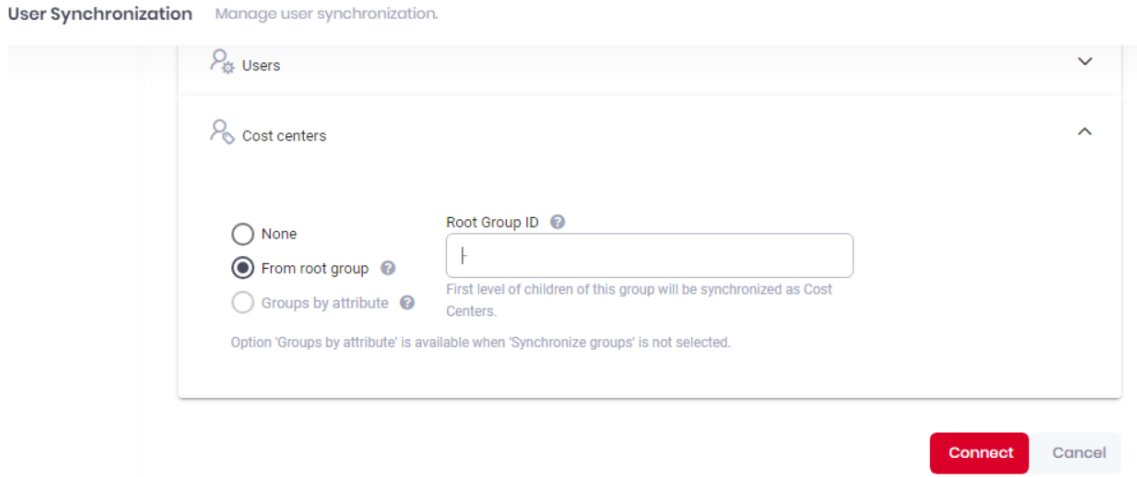 User Synchronization Manage user synchronization.
Users
Cost centers
Root Group ID
None
From root group
Groups by attribute
First level of children of this group will be synchronized as Cost
Centers.
Option 'Groups by attribute' is available when 'Synchronize groups' is not selected.
Connect Cancel